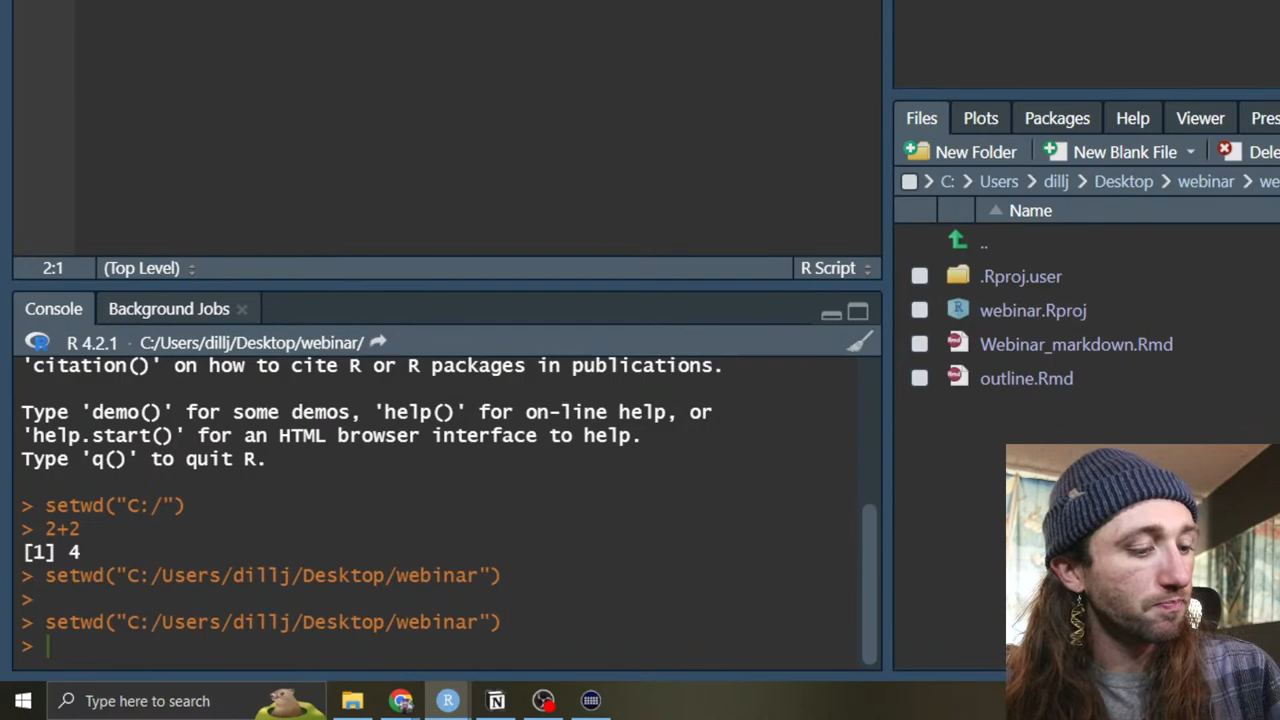 2:1 (Top Level) R Script
Console Background Jobs
R 4.2.1 · C:/Users/dillj/Desktop/webinar/
'citation()' on how to cite R or R packages in publications.
Type 'demo()' for some demos, 'help()' for on-line help, or
'help.start()' for an HTML browser interface to help.
Type 'q()' to quit R.
> setwd("C:/")
> 2+2
[1] 4
> setwd("C:/Users/dillj/Desktop/webinar")
>
> setwd("C:/Users/dillj/Desktop/webinar")
>
Files Plots Packages Help Viewer Pres
New Folder New Blank File Dele
C: > Users > dillj > Desktop > webinar > we
Name
..
.Rproj.user
webinar.Rproj
Webinar_markdown.Rmd
outline.Rmd
Type here to search